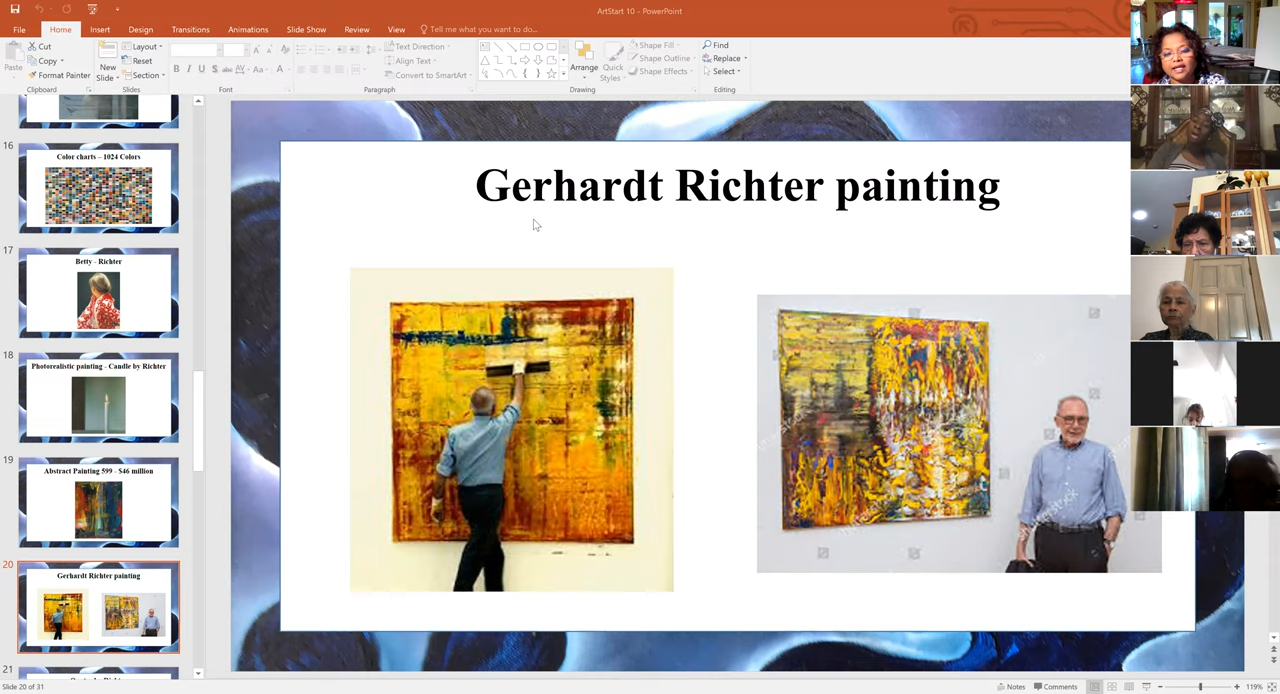 ArtStart 10 - PowerPoint
File Home Insert Design Transitions Animations Slide Show Review View Tell me what you want to do...
Paste
Cut
Copy
Format Painter
Clipboard
New
Slide
Layout
Reset
Section
Slides
B I U S abc AV Aa A
Font
Text Direction
Align Text
Convert to SmartArt
Paragraph
Arrange
Quick
Styles
Shape Fill
Shape Outline
Shape Effects
Drawing
Find
Replace
Select
Editing
16
Color charts – 1024 Colors
17
Betty - Richter
18
Photorealistic painting - Candle by Richter
19
Abstract Painting 599 - $46 million
20
Gerhardt Richter painting
21
Gerhardt Richter painting
shutterstock
Slide 20 of 31
Notes Comments 119%